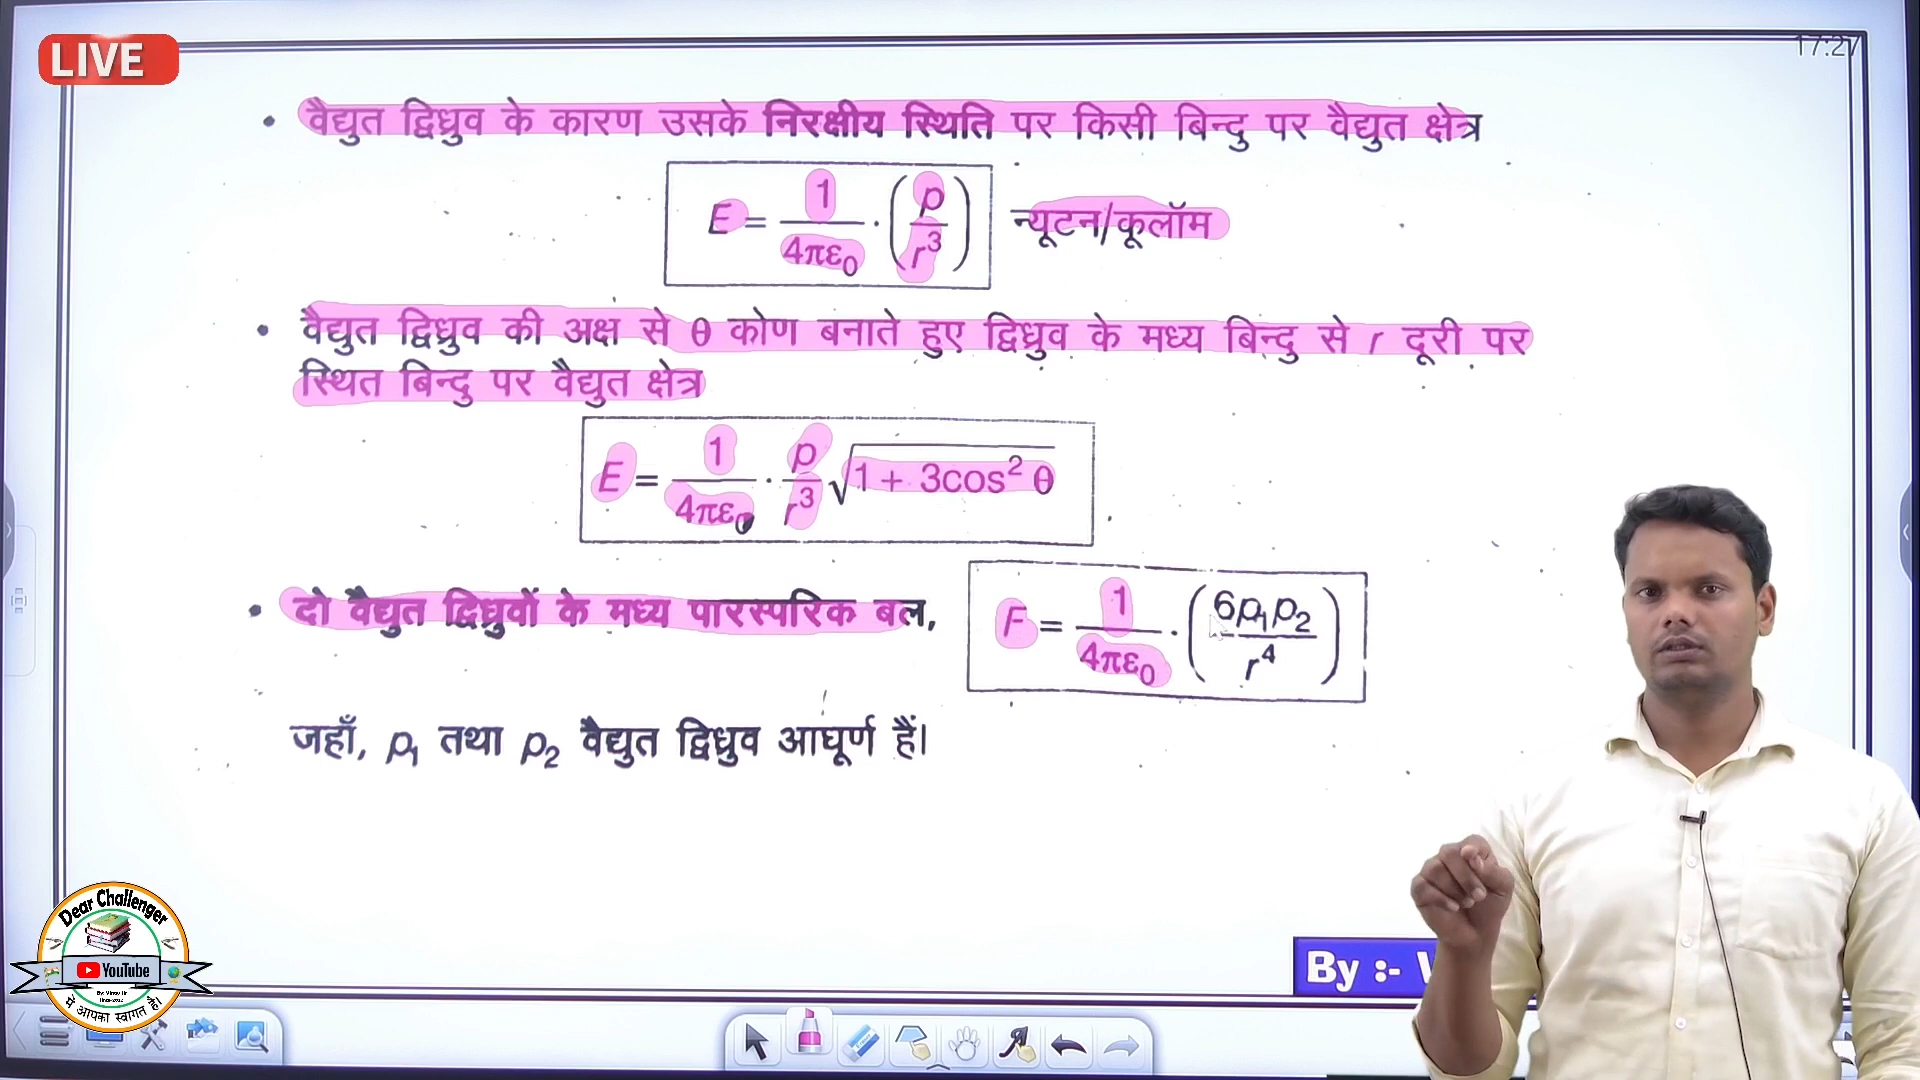 LIVE
17:27
• वैद्युत द्विध्रुव के कारण उसके निरक्षीय स्थिति पर किसी बिन्दु पर वैद्युत क्षेत्र
E = 1/4πε₀ · (p/r³) न्यूटन/कूलॉम
• वैद्युत द्विध्रुव की अक्ष से θ कोण बनाते हुए द्विध्रुव के मध्य बिन्दु से r दूरी पर
स्थित बिन्दु पर वैद्युत क्षेत्र
E = 1/4πε₀ · p/r³ √(1 + 3cos² θ)
• दो वैद्युत द्विध्रुवों के मध्य पारस्परिक बल, F = 1/4πε₀ · (6p₁p₂/r⁴)
जहाँ, p₁ तथा p₂ वैद्युत द्विध्रुव आघूर्ण हैं।
Dear Challenger
YouTube
में आपका स्वागत है।
By :-